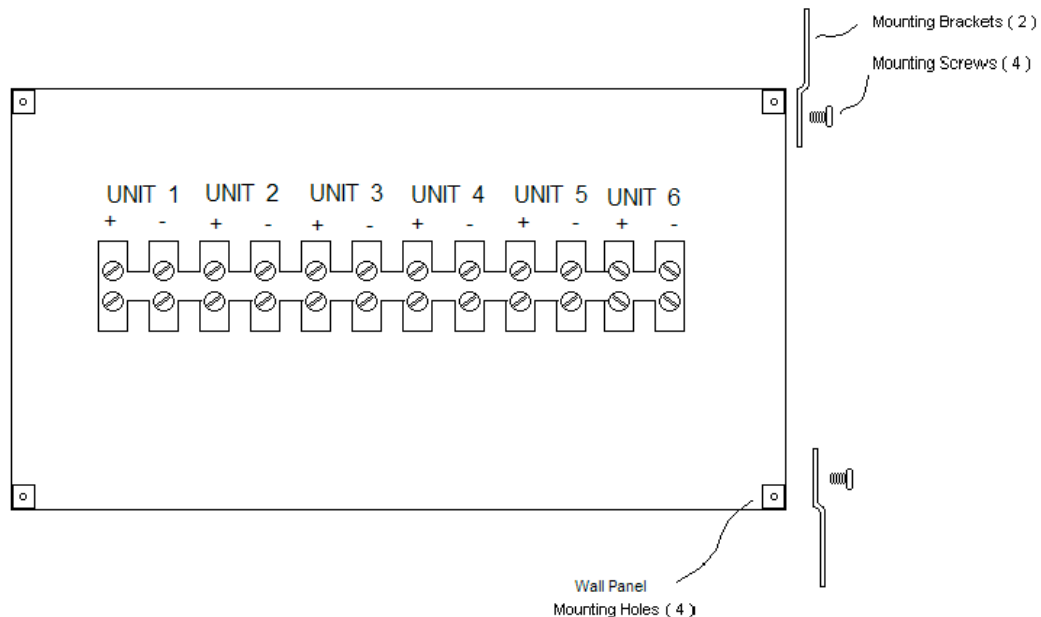 Mounting Brackets ( 2 )
Mounting Screws ( 4 )
UNIT 1 UNIT 2 UNIT 3 UNIT 4 UNIT 5 UNIT 6
+ - + - + - + - + - + -
Wall Panel
Mounting Holes ( 4 )